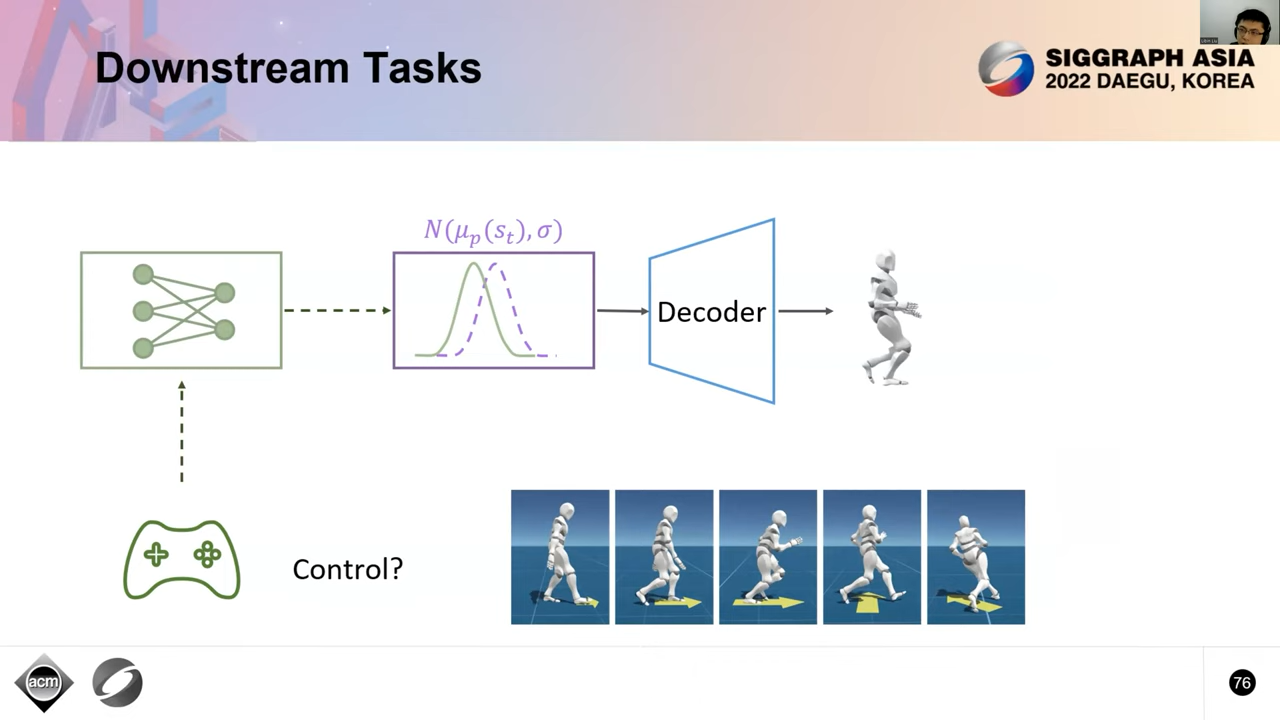 Downstream Tasks
SIGGRAPH ASIA
2022 DAEGU, KOREA
N(μₚ(sₜ), σ)
Decoder
Control?
acm
76